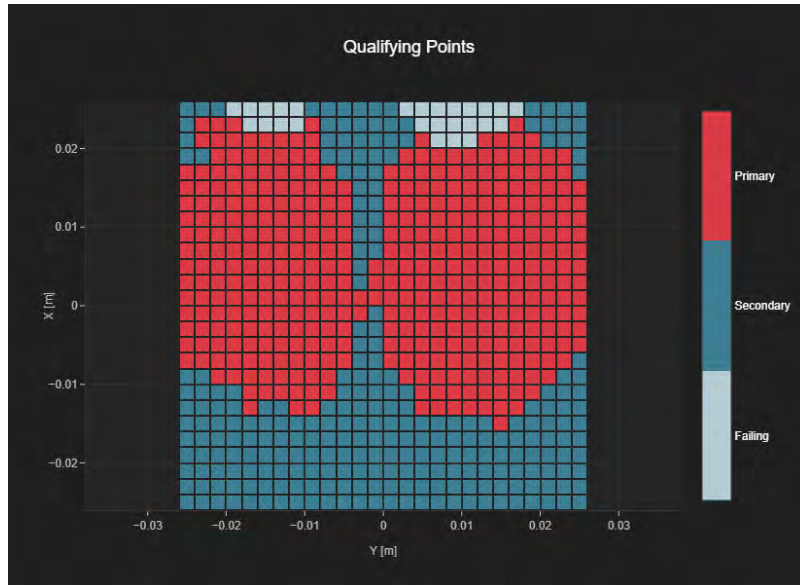 Qualifying Points
Primary
Secondary
Failing
0.02
0.01
0
−0.01
−0.02
X [m]
−0.03
−0.02
−0.01
0
0.01
0.02
0.03
Y [m]